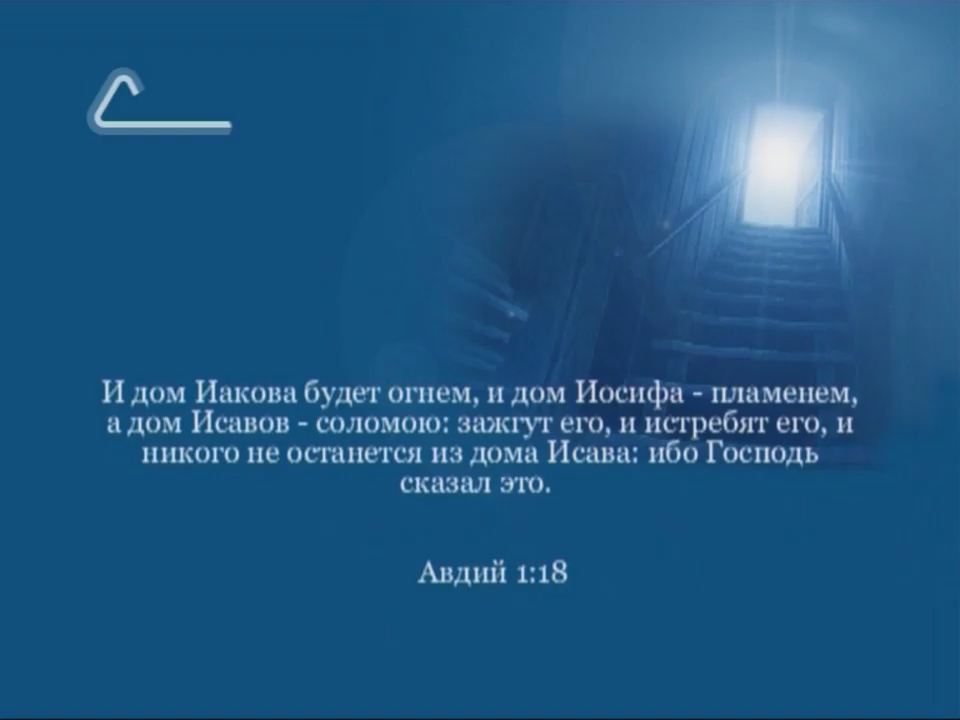 И дом Иакова будет огнем, и дом Иосифа - пламенем,
а дом Исавов - соломою: зажгут его, и истребят его, и
никого не останется из дома Исава: ибо Господь
сказал это.
Авдий 1:18